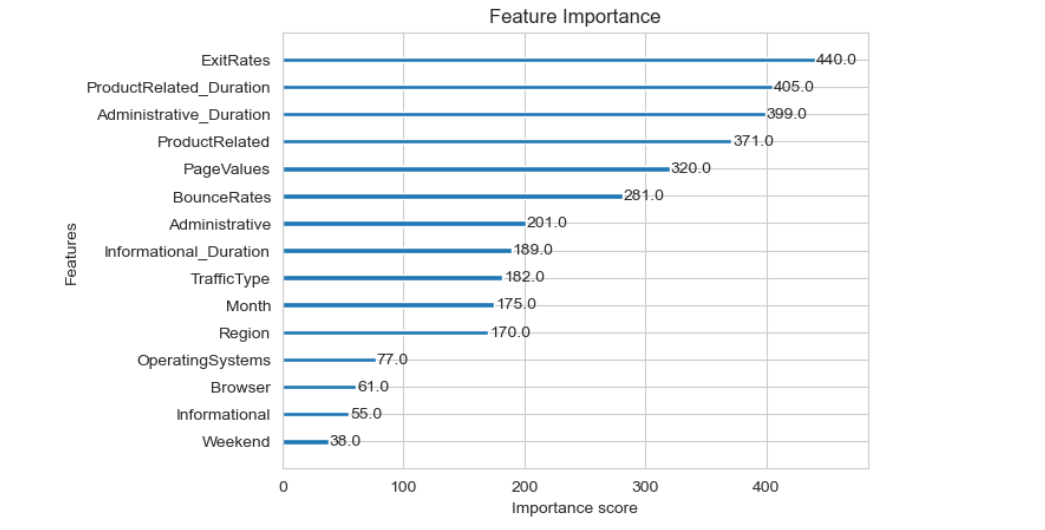 Feature Importance
ExitRates 440.0
ProductRelated_Duration 405.0
Administrative_Duration 399.0
ProductRelated 371.0
PageValues 320.0
BounceRates 281.0
Administrative 201.0
Informational_Duration 189.0
TrafficType 182.0
Month 175.0
Region 170.0
OperatingSystems 77.0
Browser 61.0
Informational 55.0
Weekend 38.0
Features
0 100 200 300 400
Importance score